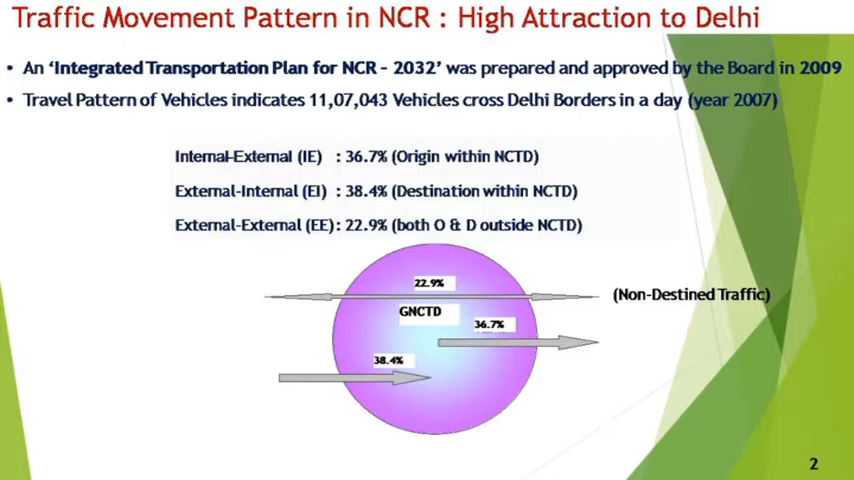 Traffic Movement Pattern in NCR : High Attraction to Delhi
• An ‘Integrated Transportation Plan for NCR – 2032’ was prepared and approved by the Board in 2009
• Travel Pattern of Vehicles indicates 11,07,043 Vehicles cross Delhi Borders in a day (year 2007)
Internal-External (IE) : 36.7% (Origin within NCTD)
External-Internal (EI) : 38.4% (Destination within NCTD)
External-External (EE): 22.9% (both O & D outside NCTD)
22.9%
(Non-Destined Traffic)
GNCTD
36.7%
38.4%
2